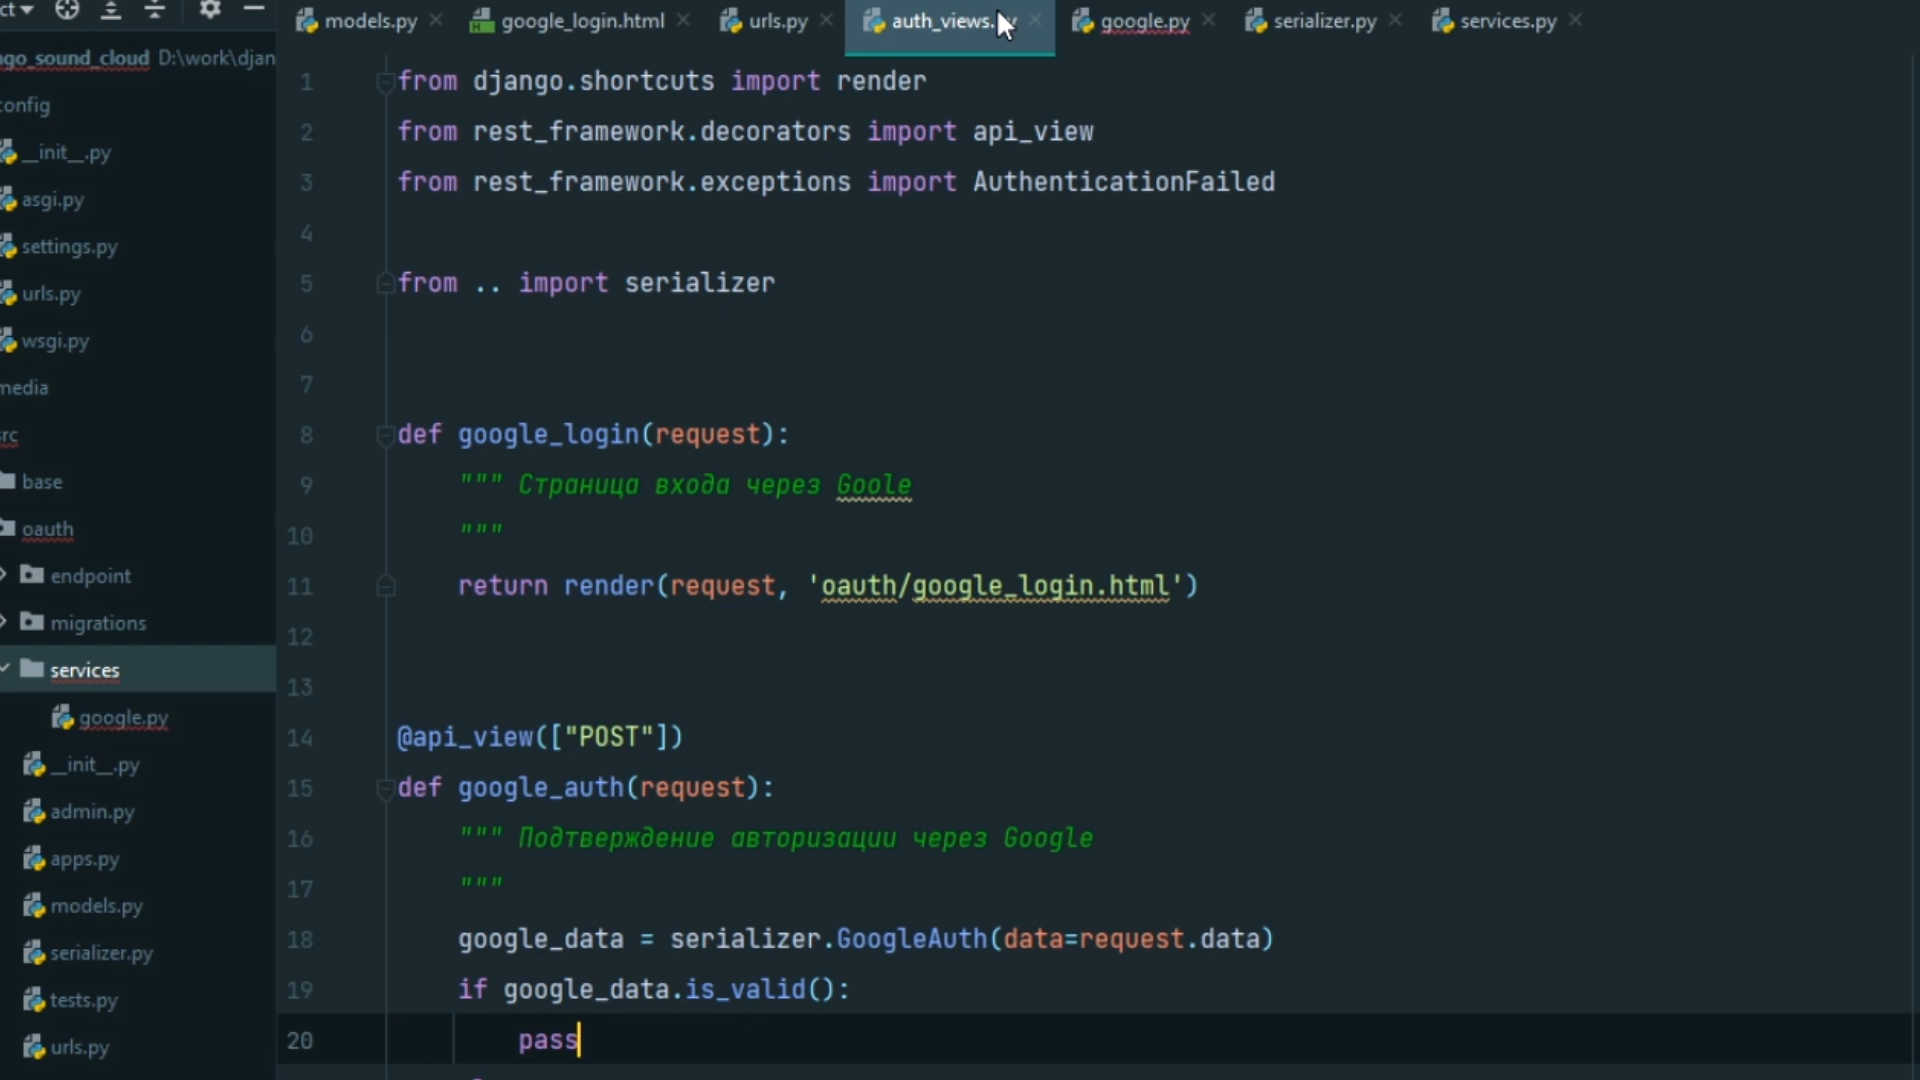 ct
models.py
google_login.html
urls.py
auth_views.
google.py
serializer.py
services.py
go_sound_cloud D:\work\djan
config
__init__.py
asgi.py
settings.py
urls.py
wsgi.py
media
src
base
oauth
endpoint
migrations
services
google.py
__init__.py
admin.py
apps.py
models.py
serializer.py
tests.py
urls.py
1 from django.shortcuts import render
2 from rest_framework.decorators import api_view
3 from rest_framework.exceptions import AuthenticationFailed
4
5 from .. import serializer
6
7
8 def google_login(request):
9 """ Страница входа через Goole
10 """
11 return render(request, 'oauth/google_login.html')
12
13
14 @api_view(["POST"])
15 def google_auth(request):
16 """ Подтверждение авторизации через Google
17 """
18 google_data = serializer.GoogleAuth(data=request.data)
19 if google_data.is_valid():
20 pass